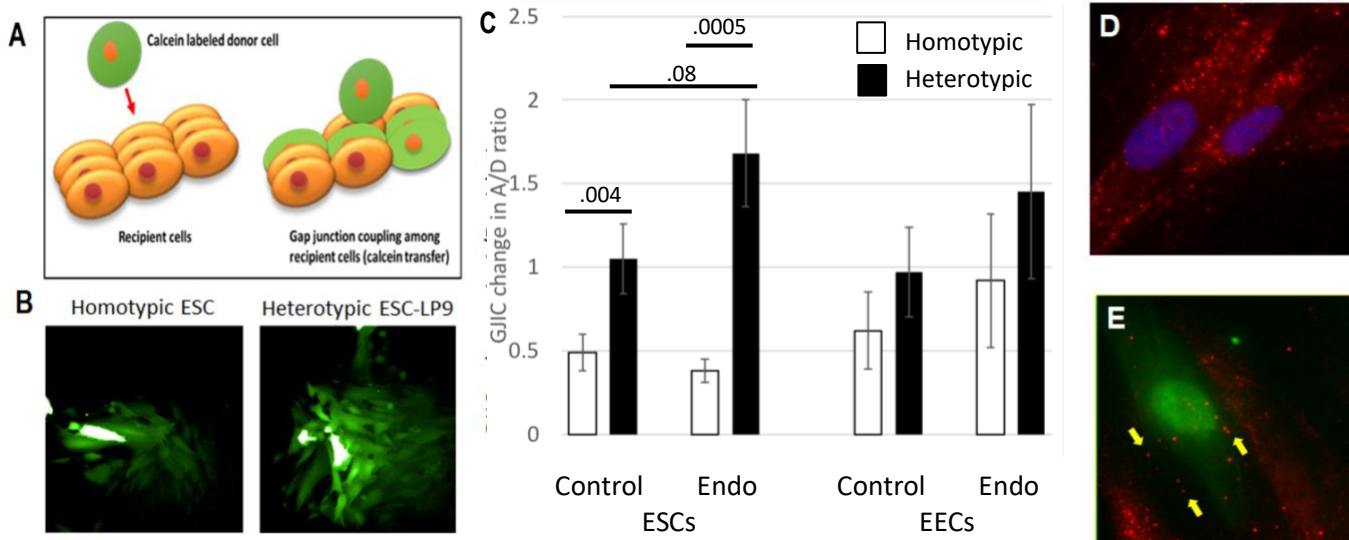 A
Calcein labeled donor cell
Recipient cells
Gap junction coupling among
recipient cells (calcein transfer)
B
Homotypic ESC
Heterotypic ESC-LP9
C
GJIC change in A/D ratio
2.5
2
1.5
1
0.5
0
.004
.0005
.08
Homotypic
Heterotypic
Control
Endo
Control
Endo
ESCs
EECs
D
E